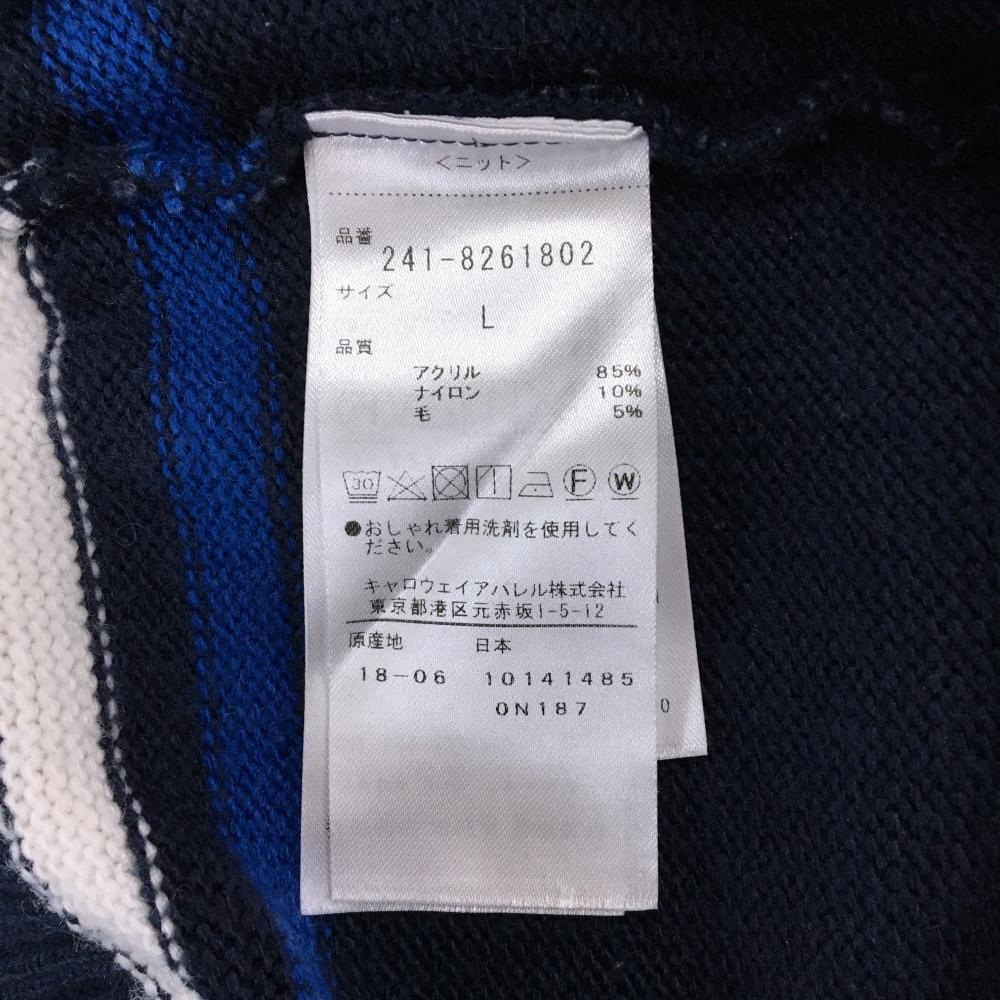 <ニット>
品番
241-8261802
サイズ
L
品質
アクリル 85%
ナイロン 10%
毛 5%
30 F W
●おしゃれ着用洗剤を使用してく
ださい。
キャロウェイアパレル株式会社
東京都港区元赤坂1-5-12
原産地 日本
18-06 10141485
0N187
0